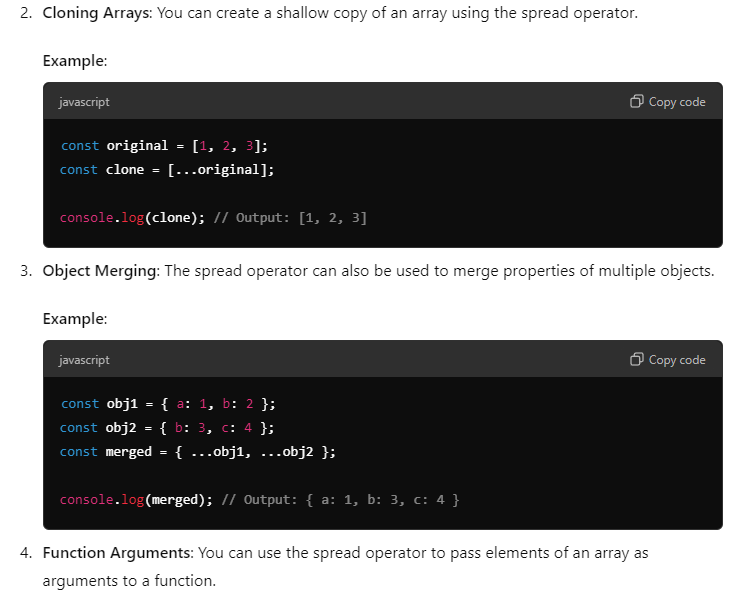 2. Cloning Arrays: You can create a shallow copy of an array using the spread operator.
Example:
javascript Copy code
const original = [1, 2, 3];
const clone = [...original];
console.log(clone); // Output: [1, 2, 3]
3. Object Merging: The spread operator can also be used to merge properties of multiple objects.
Example:
javascript Copy code
const obj1 = { a: 1, b: 2 };
const obj2 = { b: 3, c: 4 };
const merged = { ...obj1, ...obj2 };
console.log(merged); // Output: { a: 1, b: 3, c: 4 }
4. Function Arguments: You can use the spread operator to pass elements of an array as
arguments to a function.